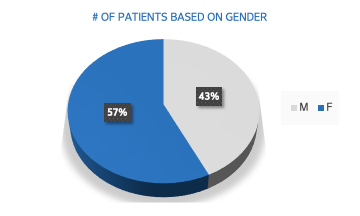 # OF PATIENTS BASED ON GENDER
43%
57%
M F